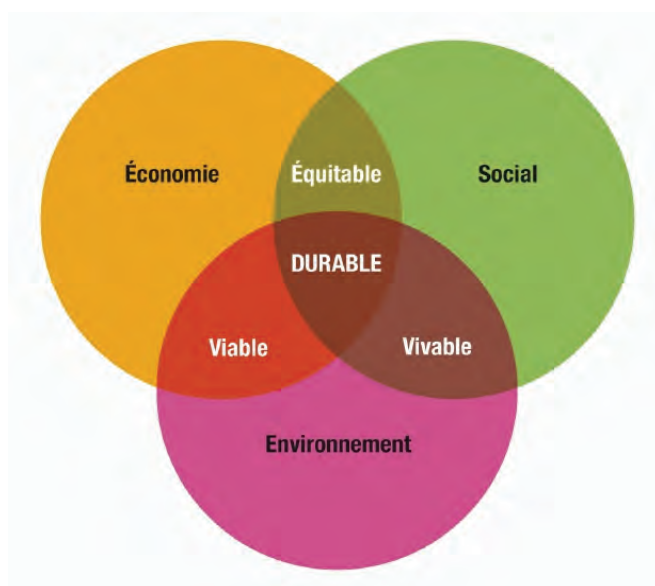 Économie
Équitable
Social
DURABLE
Viable
Vivable
Environnement